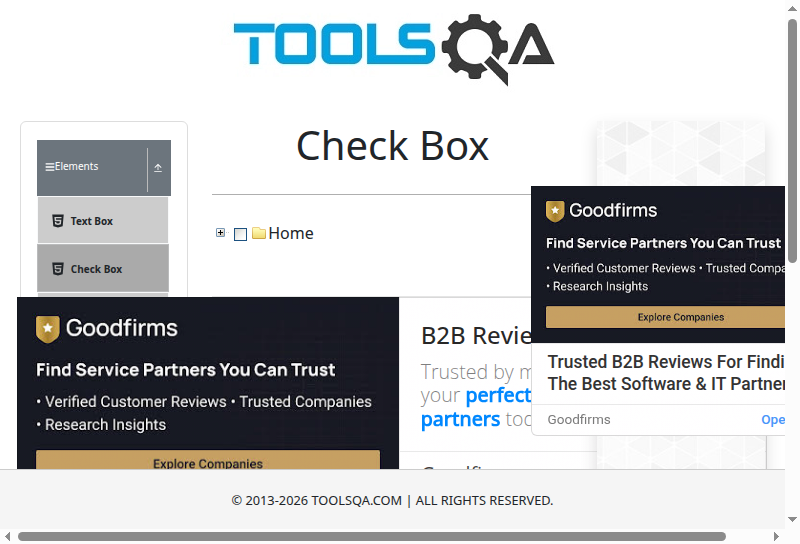 TOOLSQA
Check Box
Elements
Text Box
Check Box
Home
Goodfirms
Find Service Partners You Can Trust
• Verified Customer Reviews • Trusted Compa
• Research Insights
Explore Companies
Trusted B2B Reviews For Findi
The Best Software & IT Partner
Goodfirms
Ope
Goodfirms
Find Service Partners You Can Trust
• Verified Customer Reviews • Trusted Companies
• Research Insights
Explore Companies
B2B Revie
Trusted by m
your perfect
partners tod
© 2013-2026 TOOLSQA.COM | ALL RIGHTS RESERVED.